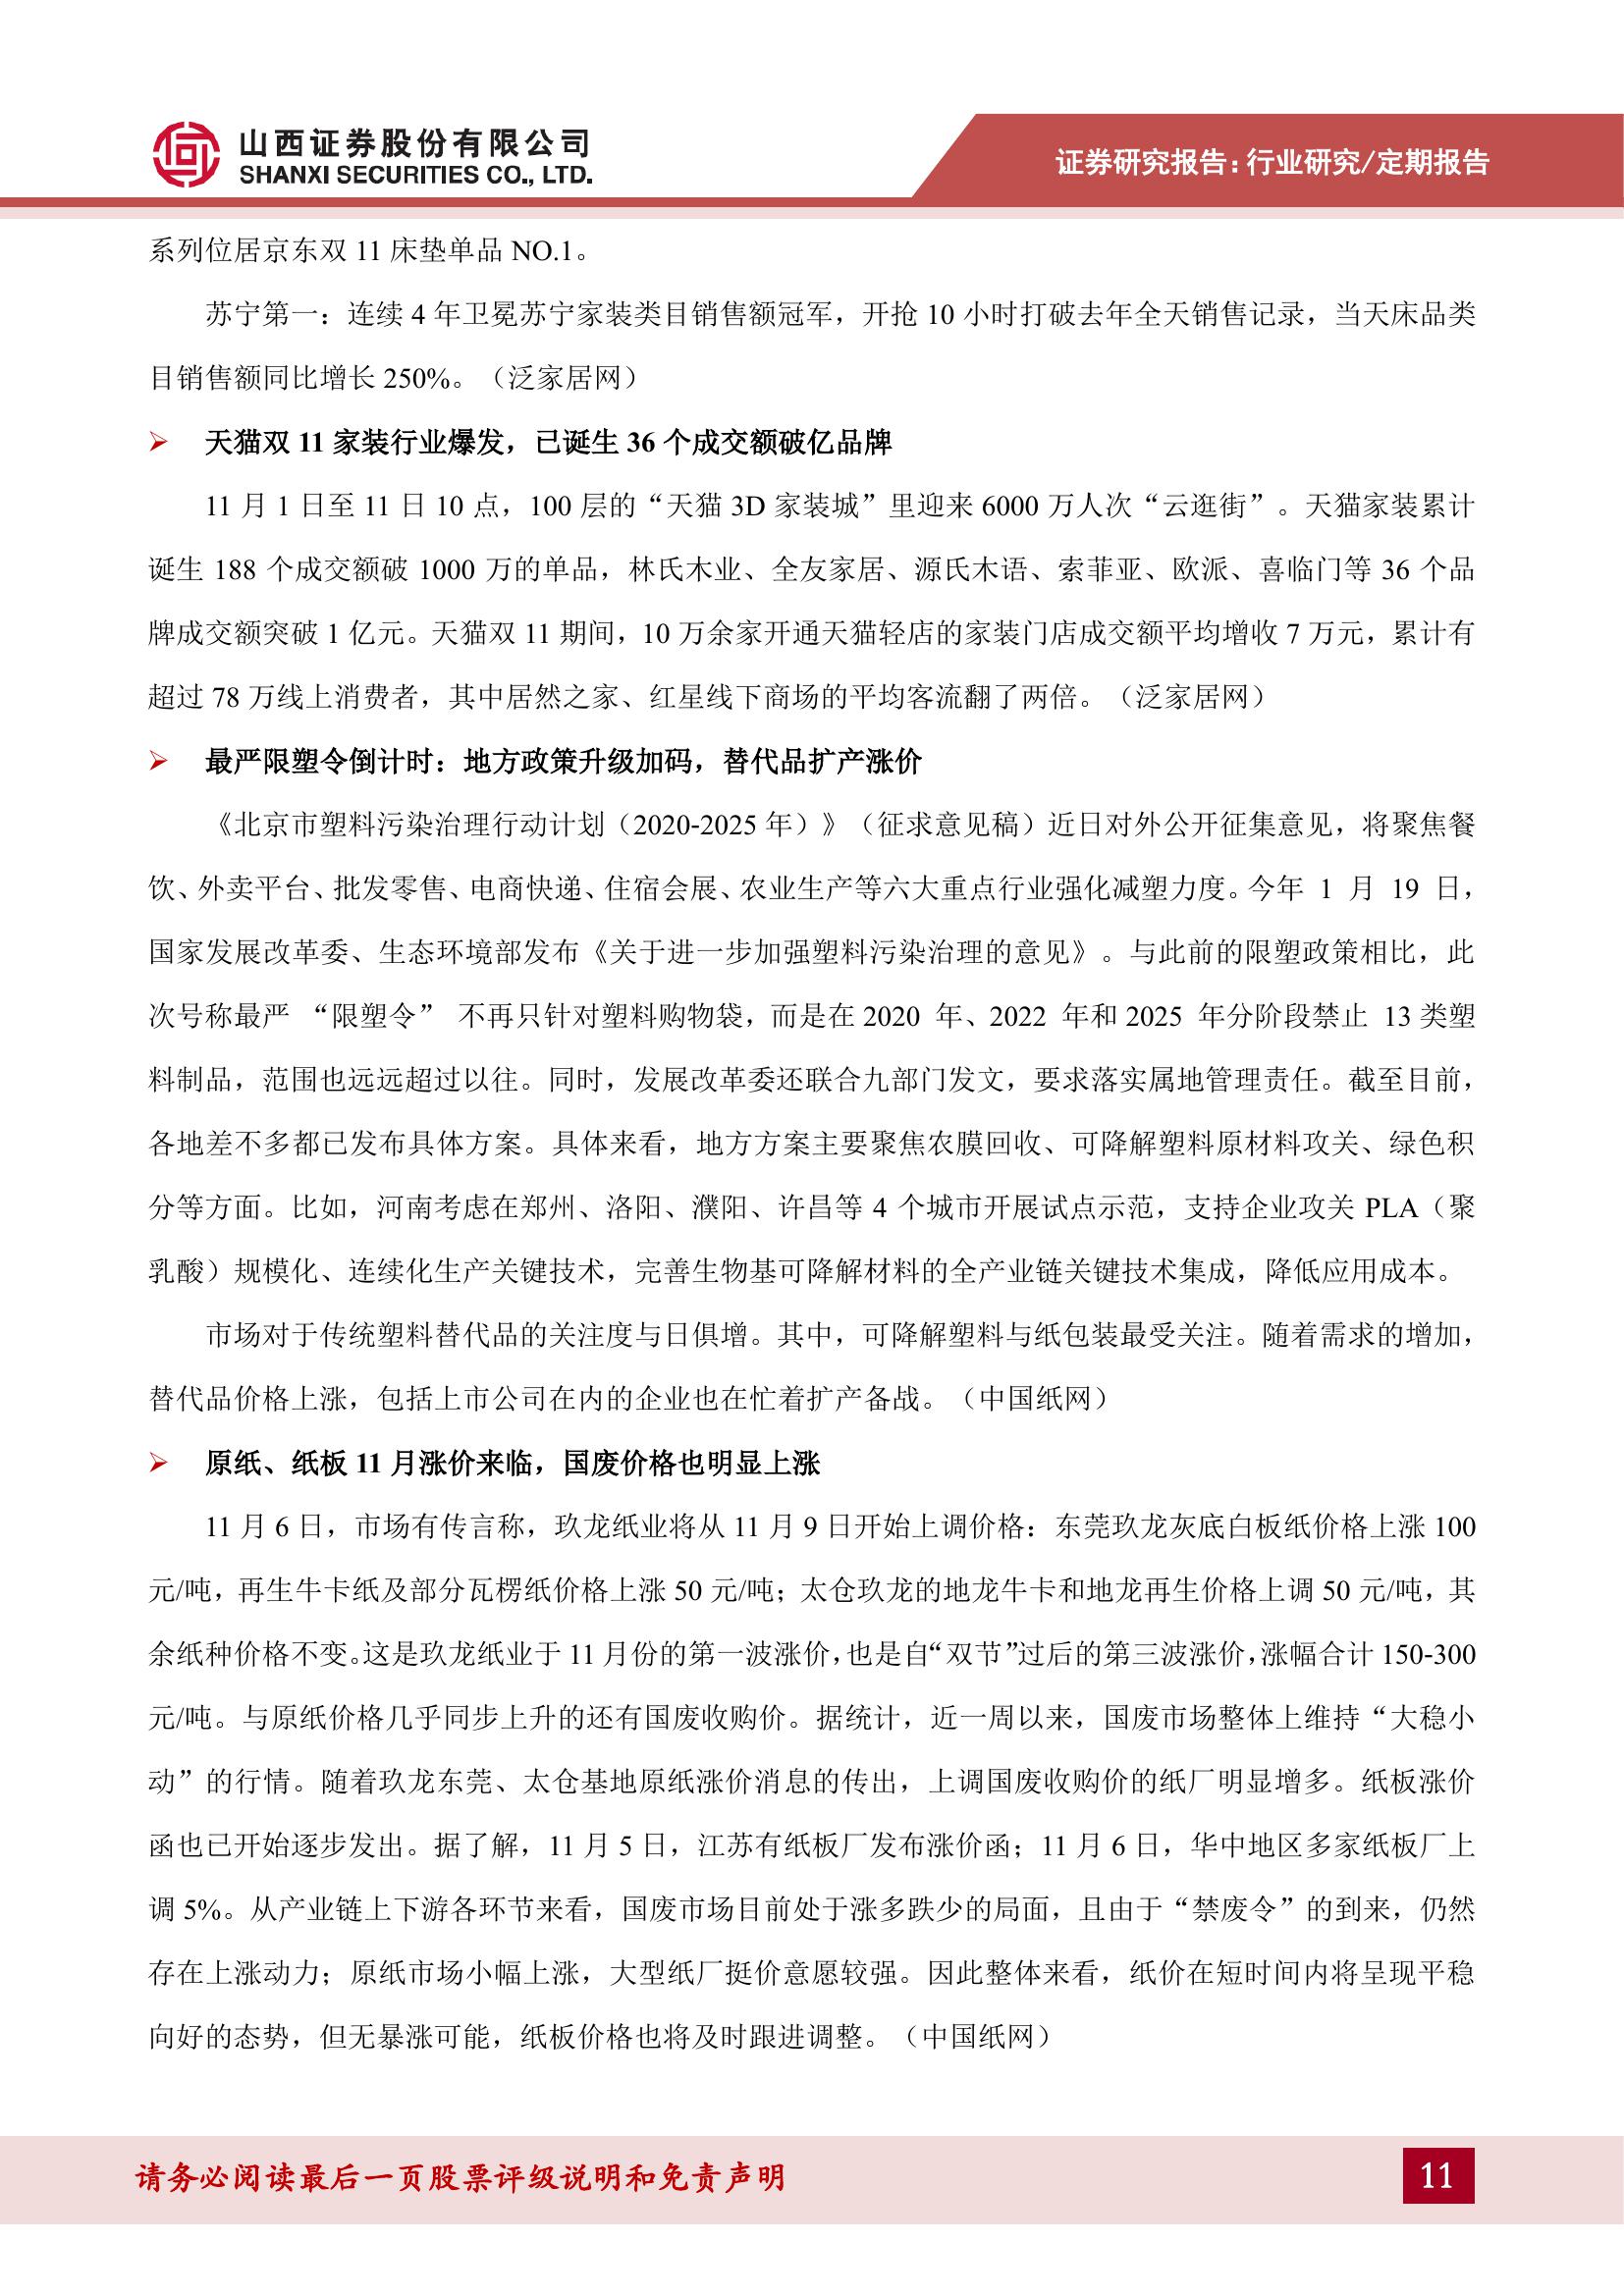 山西证券股份有限公司
SHANXI SECURITIES CO., LTD.
证券研究报告：行业研究/定期报告
系列位居京东双 11 床垫单品 NO.1。
苏宁第一：连续 4 年卫冕苏宁家装类目销售额冠军，开抢 10 小时打破去年全天销售记录，当天床品类
目销售额同比增长 250%。（泛家居网）
➢ 天猫双 11 家装行业爆发，已诞生 36 个成交额破亿品牌
11 月 1 日至 11 日 10 点，100 层的“天猫 3D 家装城”里迎来 6000 万人次“云逛街”。天猫家装累计
诞生 188 个成交额破 1000 万的单品，林氏木业、全友家居、源氏木语、索菲亚、欧派、喜临门等 36 个品
牌成交额突破 1 亿元。天猫双 11 期间，10 万余家开通天猫轻店的家装门店成交额平均增收 7 万元，累计有
超过 78 万线上消费者，其中居然之家、红星线下商场的平均客流翻了两倍。（泛家居网）
➢ 最严限塑令倒计时：地方政策升级加码，替代品扩产涨价
《北京市塑料污染治理行动计划（2020-2025 年）》（征求意见稿）近日对外公开征集意见，将聚焦餐
饮、外卖平台、批发零售、电商快递、住宿会展、农业生产等六大重点行业强化减塑力度。今年 1 月 19 日，
国家发展改革委、生态环境部发布《关于进一步加强塑料污染治理的意见》。与此前的限塑政策相比，此
次号称最严 “限塑令” 不再只针对塑料购物袋，而是在 2020 年、2022 年和 2025 年分阶段禁止 13 类塑
料制品，范围也远远超过以往。同时，发展改革委还联合九部门发文，要求落实属地管理责任。截至目前，
各地差不多都已发布具体方案。具体来看，地方方案主要聚焦农膜回收、可降解塑料原材料攻关、绿色积
分等方面。比如，河南考虑在郑州、洛阳、濮阳、许昌等 4 个城市开展试点示范，支持企业攻关 PLA（聚
乳酸）规模化、连续化生产关键技术，完善生物基可降解材料的全产业链关键技术集成，降低应用成本。
市场对于传统塑料替代品的关注度与日俱增。其中，可降解塑料与纸包装最受关注。随着需求的增加，
替代品价格上涨，包括上市公司在内的企业也在忙着扩产备战。（中国纸网）
➢ 原纸、纸板 11 月涨价来临，国废价格也明显上涨
11 月 6 日，市场有传言称，玖龙纸业将从 11 月 9 日开始上调价格：东莞玖龙灰底白板纸价格上涨 100
元/吨，再生牛卡纸及部分瓦楞纸价格上涨 50 元/吨；太仓玖龙的地龙牛卡和地龙再生价格上调 50 元/吨，其
余纸种价格不变。这是玖龙纸业于 11 月份的第一波涨价，也是自“双节”过后的第三波涨价，涨幅合计 150-300
元/吨。与原纸价格几乎同步上升的还有国废收购价。据统计，近一周以来，国废市场整体上维持“大稳小
动”的行情。随着玖龙东莞、太仓基地原纸涨价消息的传出，上调国废收购价的纸厂明显增多。纸板涨价
函也已开始逐步发出。据了解，11 月 5 日，江苏有纸板厂发布涨价函；11 月 6 日，华中地区多家纸板厂上
调 5%。从产业链上下游各环节来看，国废市场目前处于涨多跌少的局面，且由于“禁废令”的到来，仍然
存在上涨动力；原纸市场小幅上涨，大型纸厂挺价意愿较强。因此整体来看，纸价在短时间内将呈现平稳
向好的态势，但无暴涨可能，纸板价格也将及时跟进调整。（中国纸网）
请务必阅读最后一页股票评级说明和免责声明
11